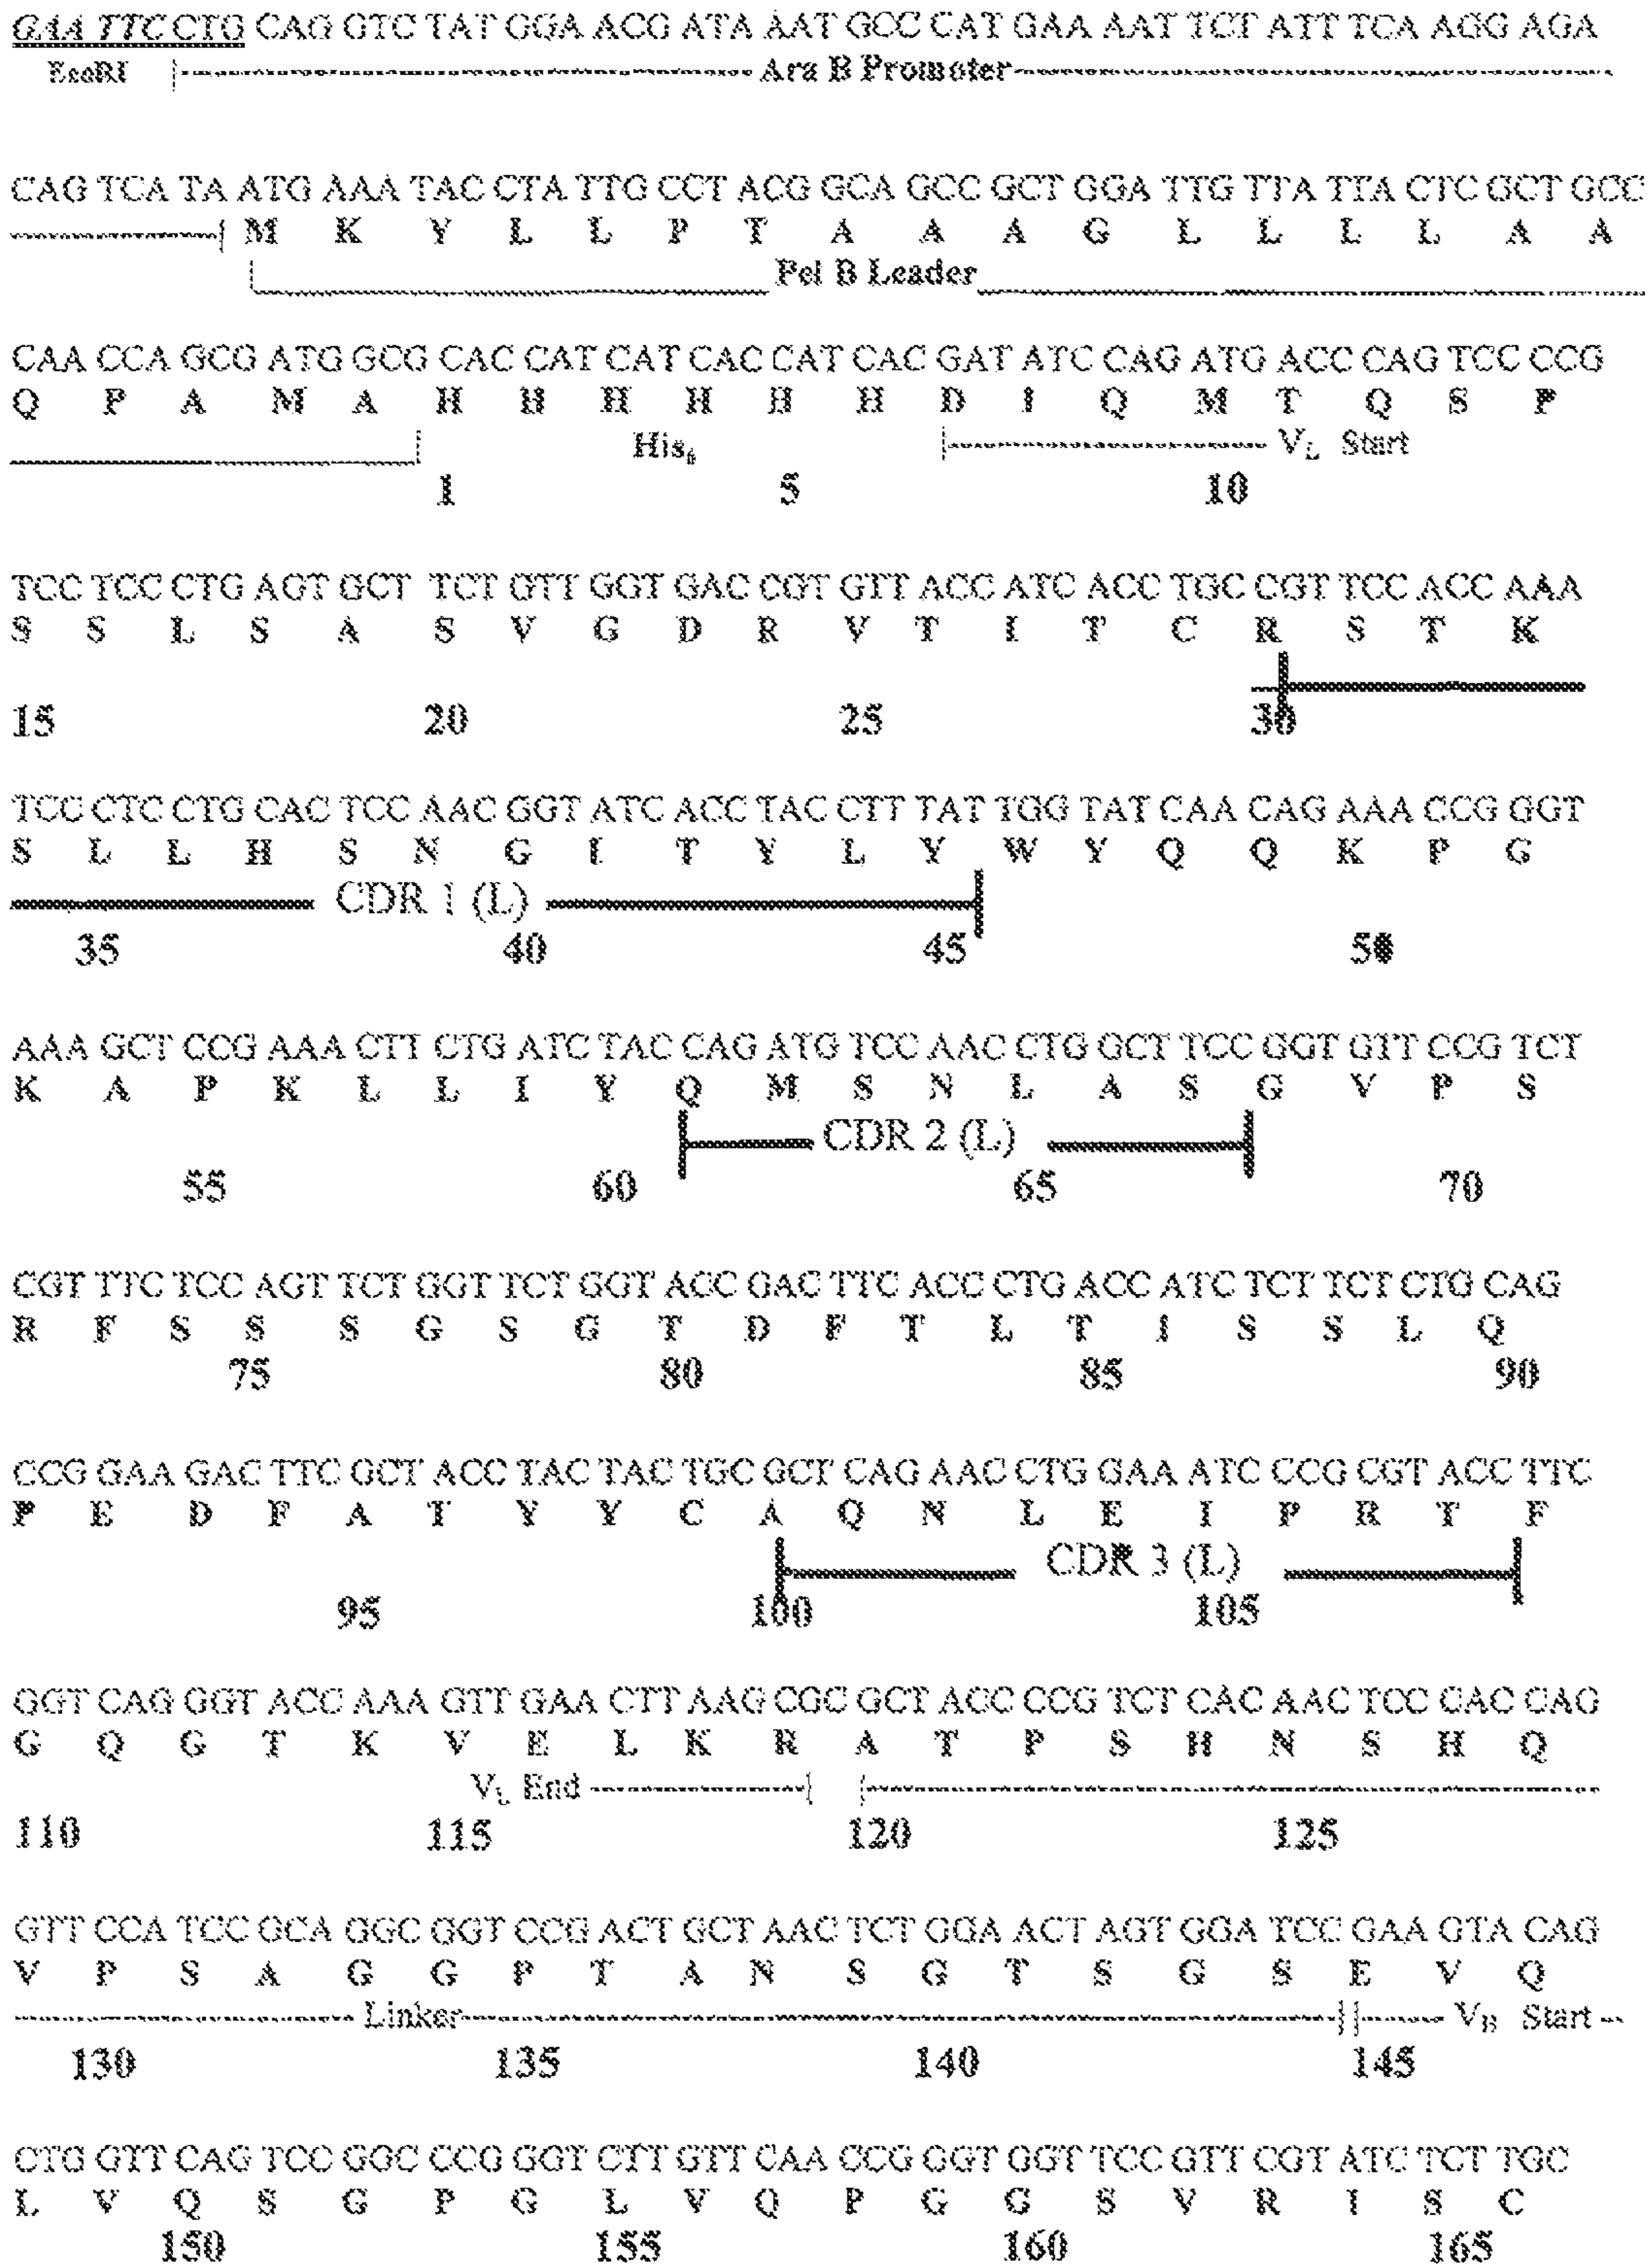 GAA TTC CTG CAG GTC TAT GGA ACG ATA AAT GCC CAT GAA AAT TCT ATT TCA AGG AGA
EcoRI Ara B Promoter
CAG TCA TA ATG AAA TAC CTA TTG CCT ACG GCA GCC GCT GGA TTG TTA TTA CTC GCT GCC
M K Y L L P T A A A G L L L L A A
Pel B Leader
CAA CCA GCG ATG GCG CAC CAT CAT CAC CAT CAC GAT ATC CAG ATG ACC CAG TCC CCG
Q P A M A H H H H H H D I Q M T Q S P
His6 VL Start
1 5 10
TCC TCC CTG AGT GCT TCT GTT GGT GAC CGT GTT ACC ATC ACC TGC CGT TCC ACC AAA
S S L S A S V G D R V T I T C R S T K
15 20 25 30
TCC CTC CTG CAC TCC AAC GGT ATC ACC TAC CTT TAT TGG TAT CAA CAG AAA CCG GGT
S L L H S N G I T Y L Y W Y Q Q K P G
CDR 1 (L)
35 40 45 50
AAA GCT CCG AAA CTT CTG ATC TAC CAG ATG TCC AAC CTG GCT TCC GGT GTT CCG TCT
K A P K L L I Y Q M S N L A S G V P S
CDR 2 (L)
55 60 65 70
CGT TTC TCC AGT TCT GGT TCT GGT ACC GAC TTC ACC CTG ACC ATC TCT TCT CTG CAG
R F S S S G S G T D F T L T I S S L Q
75 80 85 90
CCG GAA GAC TTC GCT ACC TAC TAC TGC GCT CAG AAC CTG GAA ATC CCG CGT ACC TTC
P E D F A T Y Y C A Q N L E I P R T F
CDR 3 (L)
95 100 105
GGT CAG GGT ACC AAA GTT GAA CTT AAG CGC GCT ACC CCG TCT CAC AAC TCC CAC CAG
G Q G T K V E L K R A T P S H N S H Q
VL End
110 115 120 125
GTT CCA TCC GCA GGC GGT CCG ACT GCT AAC TCT GGA ACT AGT GGA TCC GAA GTA CAG
V P S A G G P T A N S G T S G S E V Q
Linker VH Start
130 135 140 145
CTG GTT CAG TCC GGC CCG GGT CTT GTT CAA CCG GGT GGT TCC GTT CGT ATC TCT TGC
L V Q S G P G L V Q P G G S V R I S C
150 155 160 165